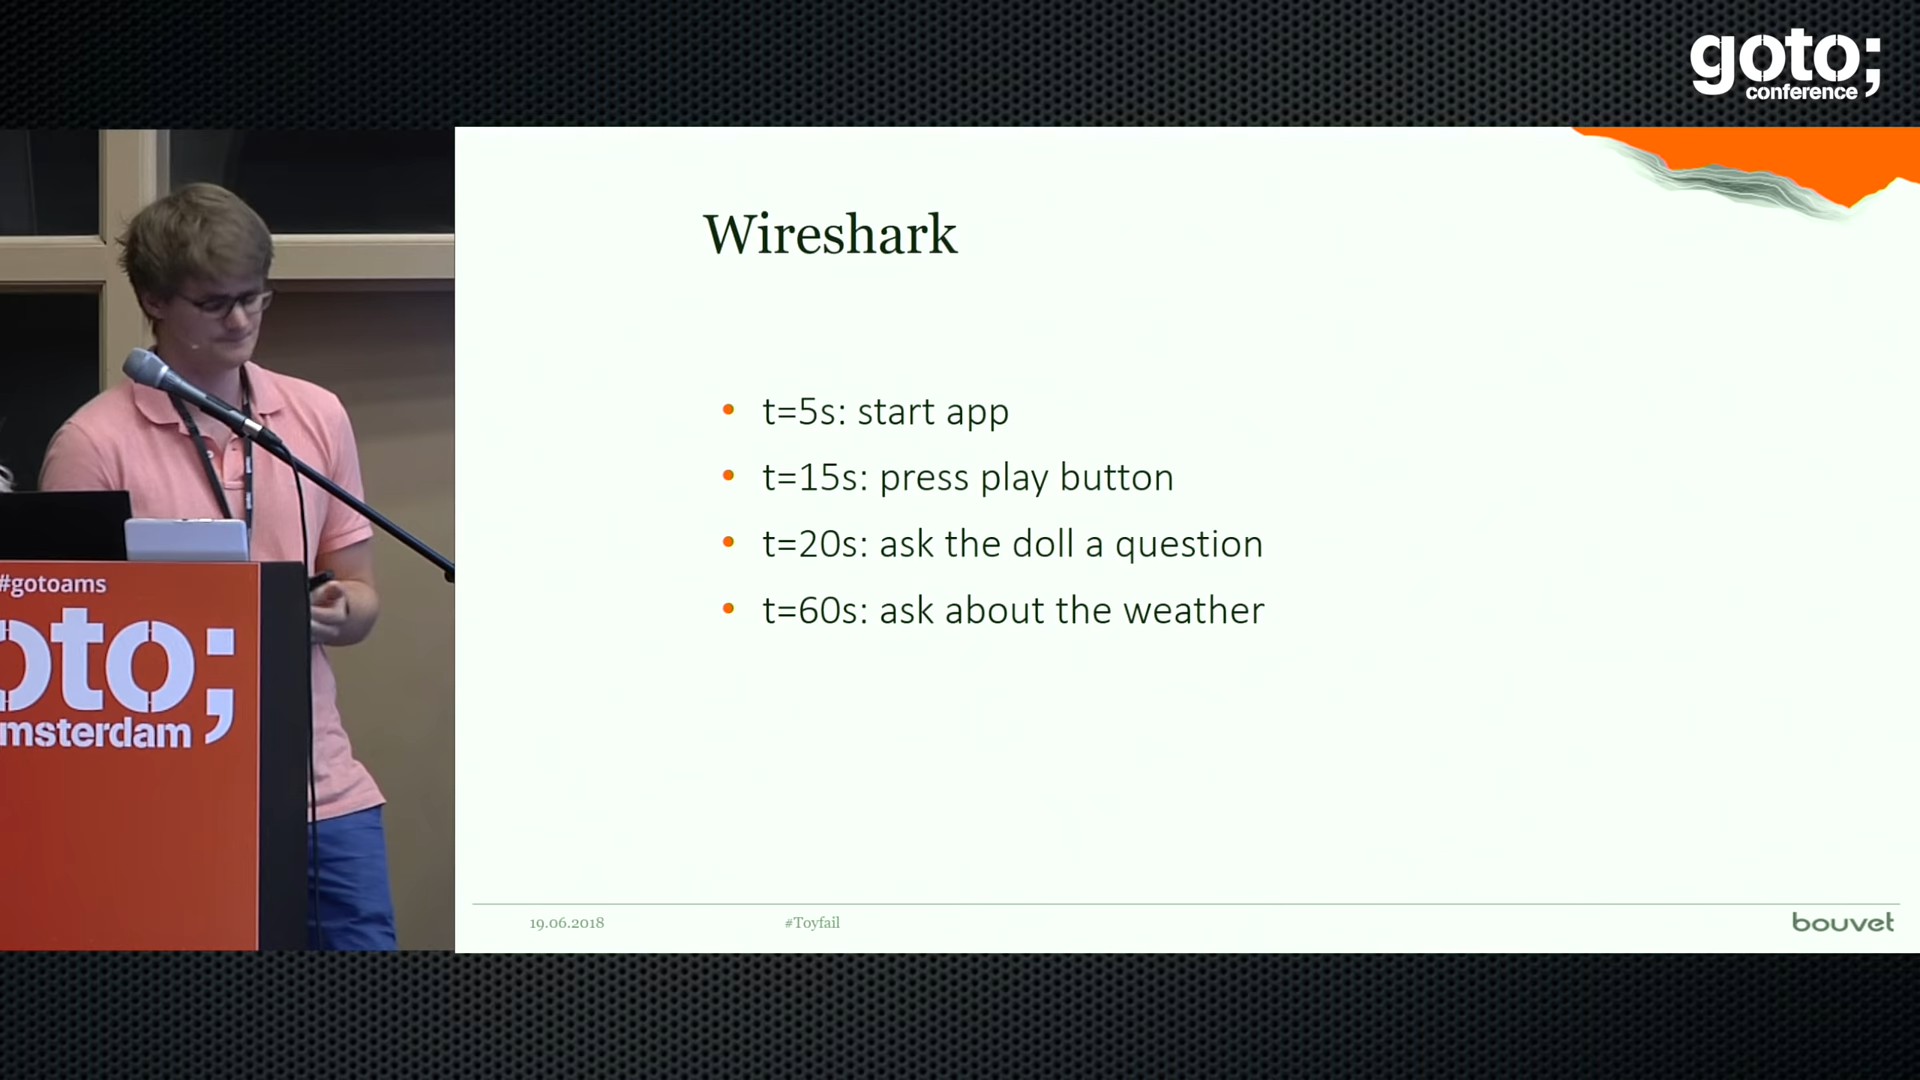 goto;
conference
Wireshark
• t=5s: start app
• t=15s: press play button
• t=20s: ask the doll a question
• t=60s: ask about the weather
19.06.2018
#Toyfail
bouvet
#gotoams
oto;
msterdam